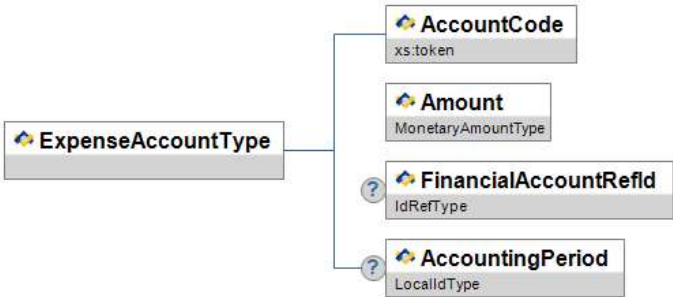 AccountCode
xs:token
Amount
MonetaryAmountType
ExpenseAccountType
?
FinancialAccountRefId
IdRefType
?
AccountingPeriod
LocalIdType